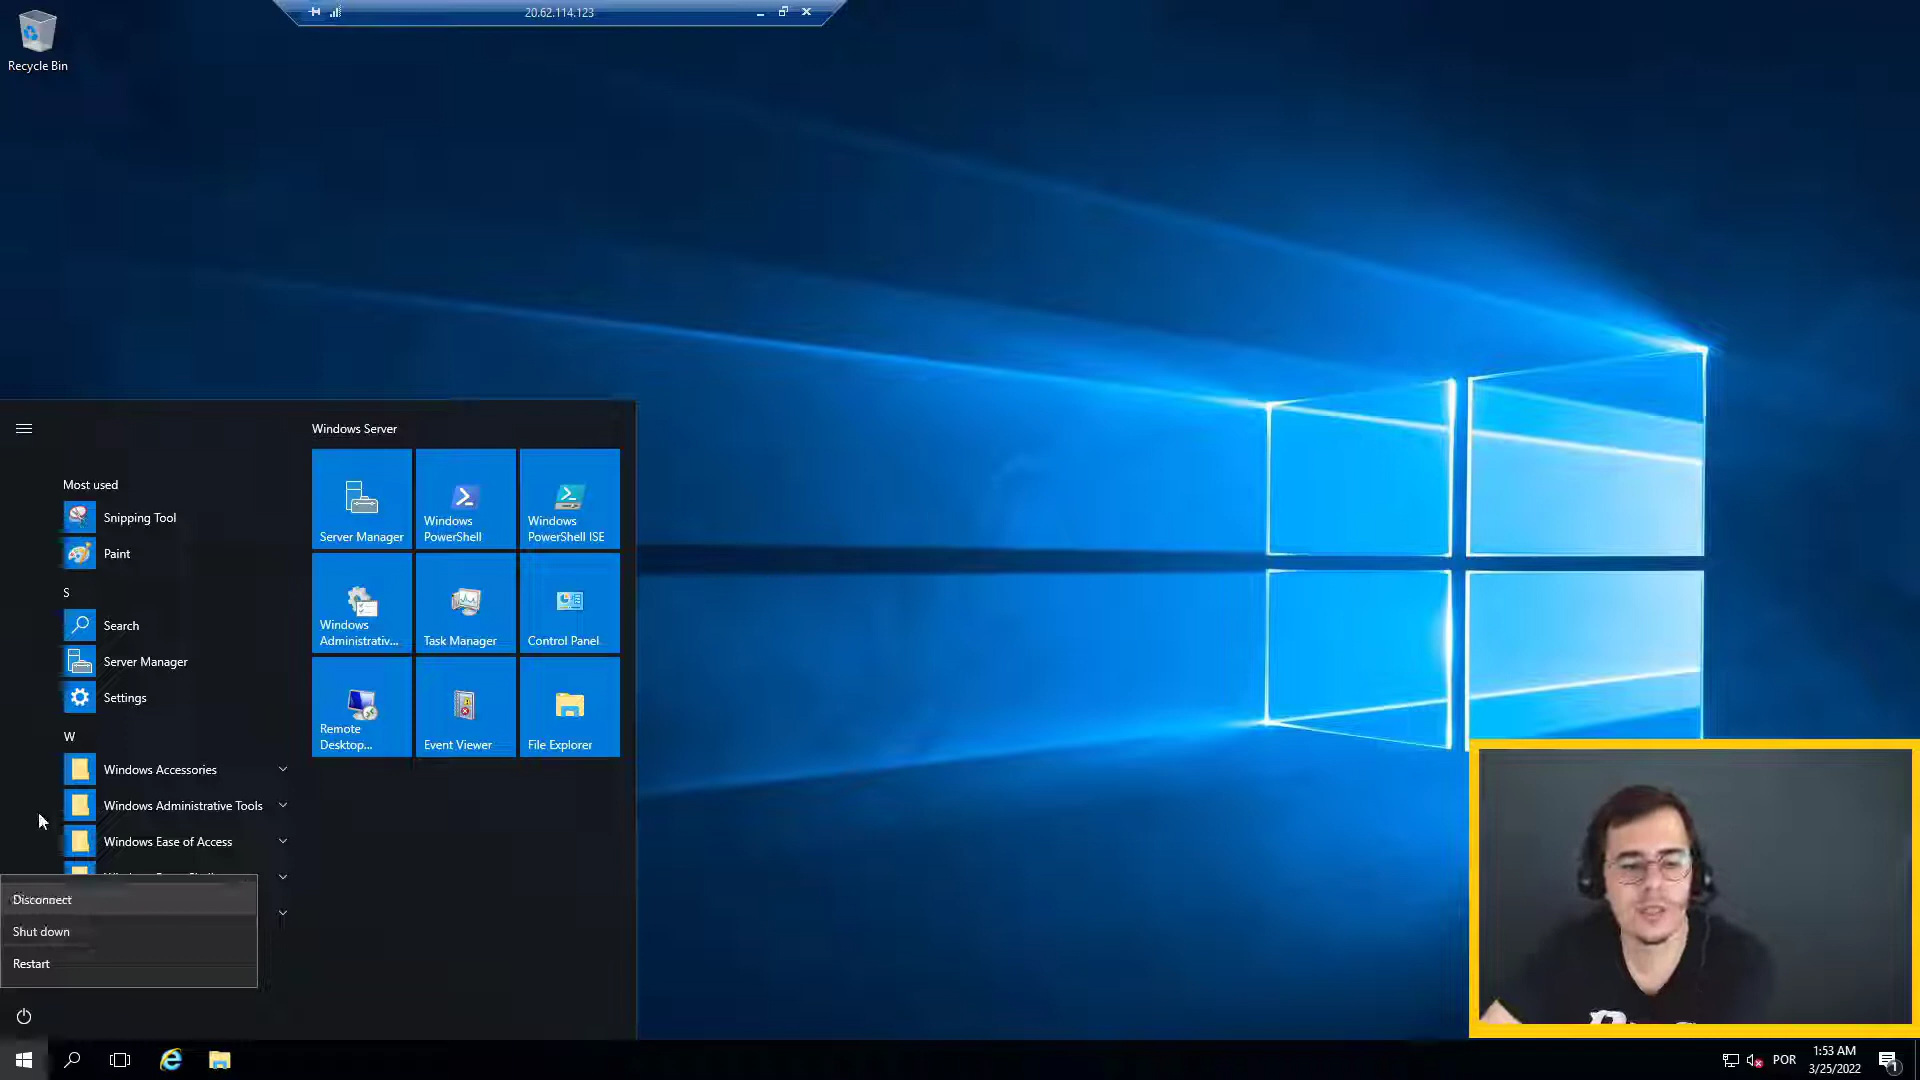 20.62.114.123
Recycle Bin
Windows Server
Most used
Snipping Tool
Paint
S
Search
Server Manager
Settings
W
Windows Accessories
Windows Administrative Tools
Windows Ease of Access
Server Manager
Windows
PowerShell
Windows
PowerShell ISE
Windows
Administrativ...
Task Manager
Control Panel
Remote
Desktop...
Event Viewer
File Explorer
Disconnect
Shut down
Restart
POR
1:53 AM
3/25/2022
1